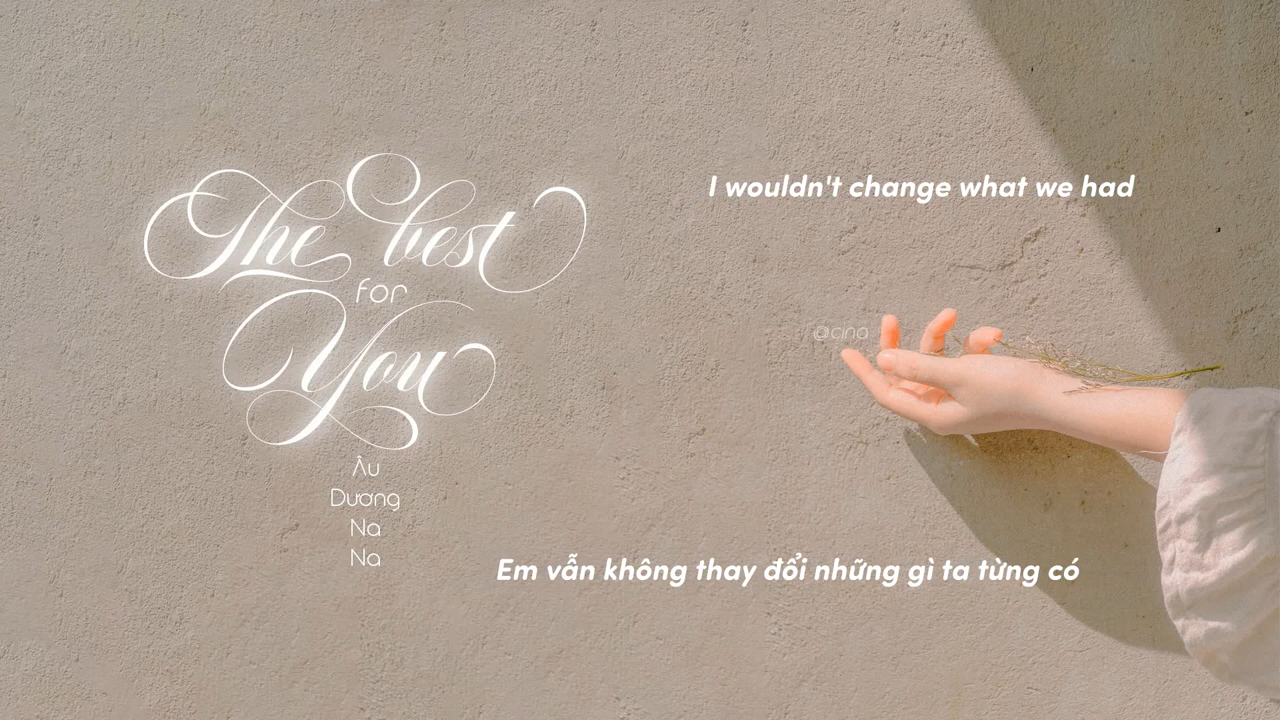 The best
for
You
Âu
Dương
Na
Na
I wouldn't change what we had
@cina
Em vẫn không thay đổi những gì ta từng có